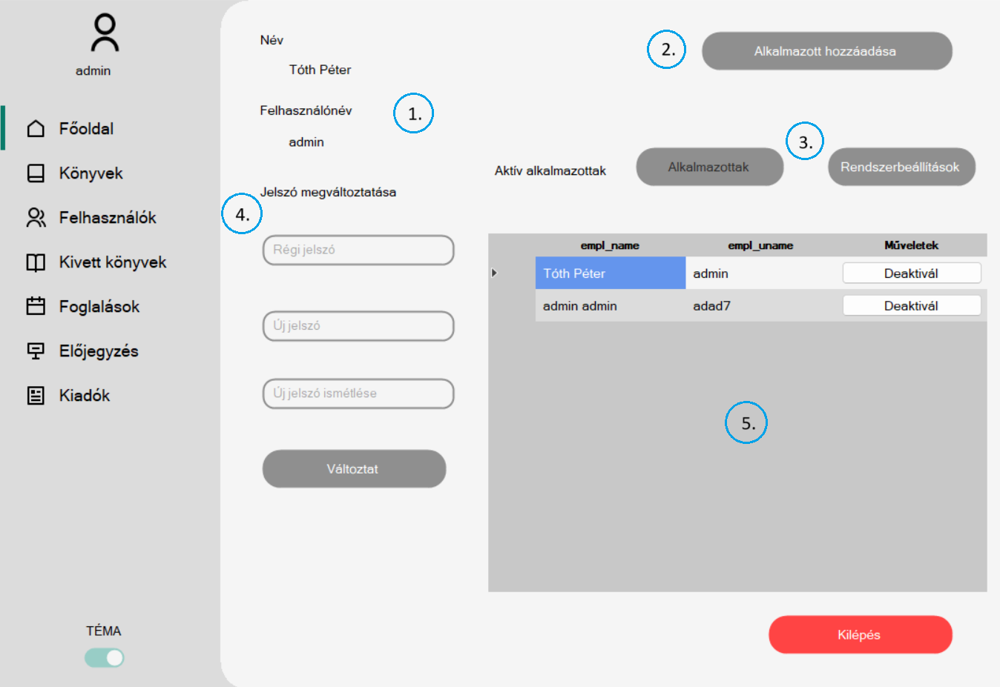 admin
Főoldal
Könyvek
Felhasználók
Kivett könyvek
Foglalások
Előjegyzés
Kiadók
TÉMA
Név
Tóth Péter
Felhasználónév
1.
admin
Jelszó megváltoztatása
4.
Régi jelszó
Új jelszó
Új jelszó ismétlése
Változtat
2.
Alkalmazott hozzáadása
3.
Aktív alkalmazottak
Alkalmazottak
Rendszerbeállítások
empl_name empl_uname Műveletek
Tóth Péter admin Deaktivál
admin admin adad7 Deaktivál
5.
Kilépés